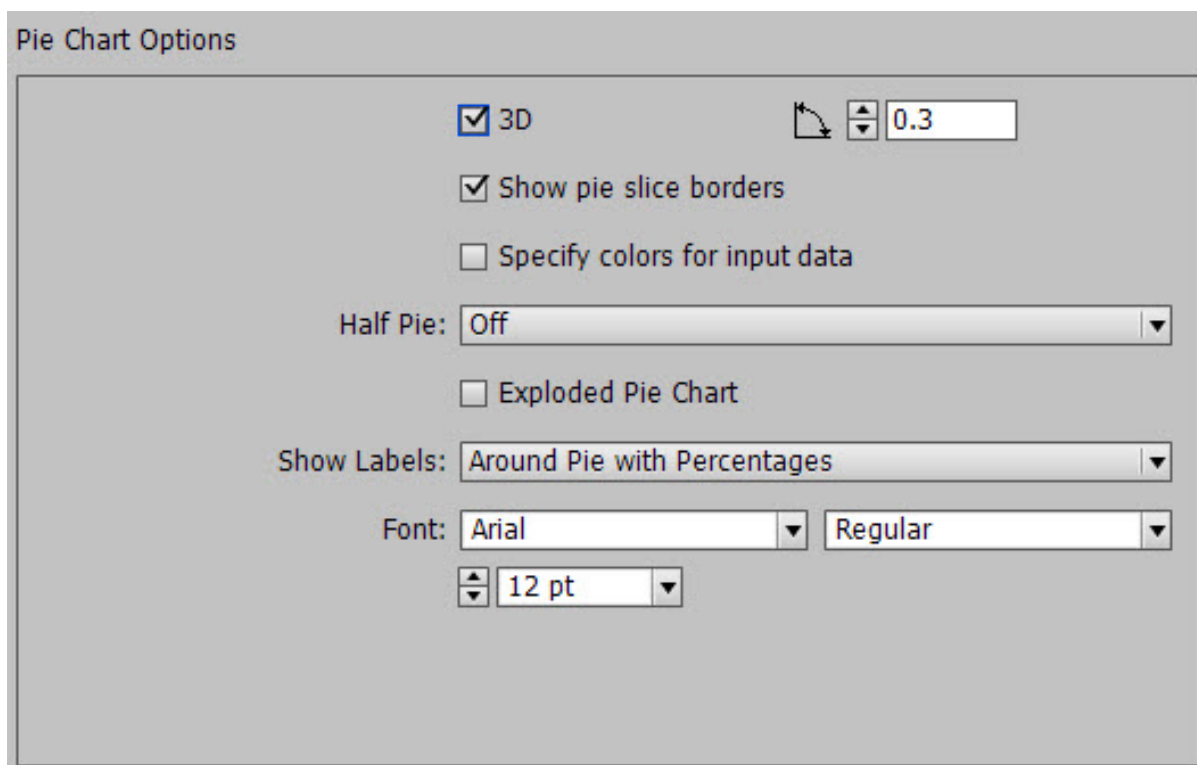 Pie Chart Options
3D 0.3
Show pie slice borders
Specify colors for input data
Half Pie: Off
Exploded Pie Chart
Show Labels: Around Pie with Percentages
Font: Arial Regular
12 pt